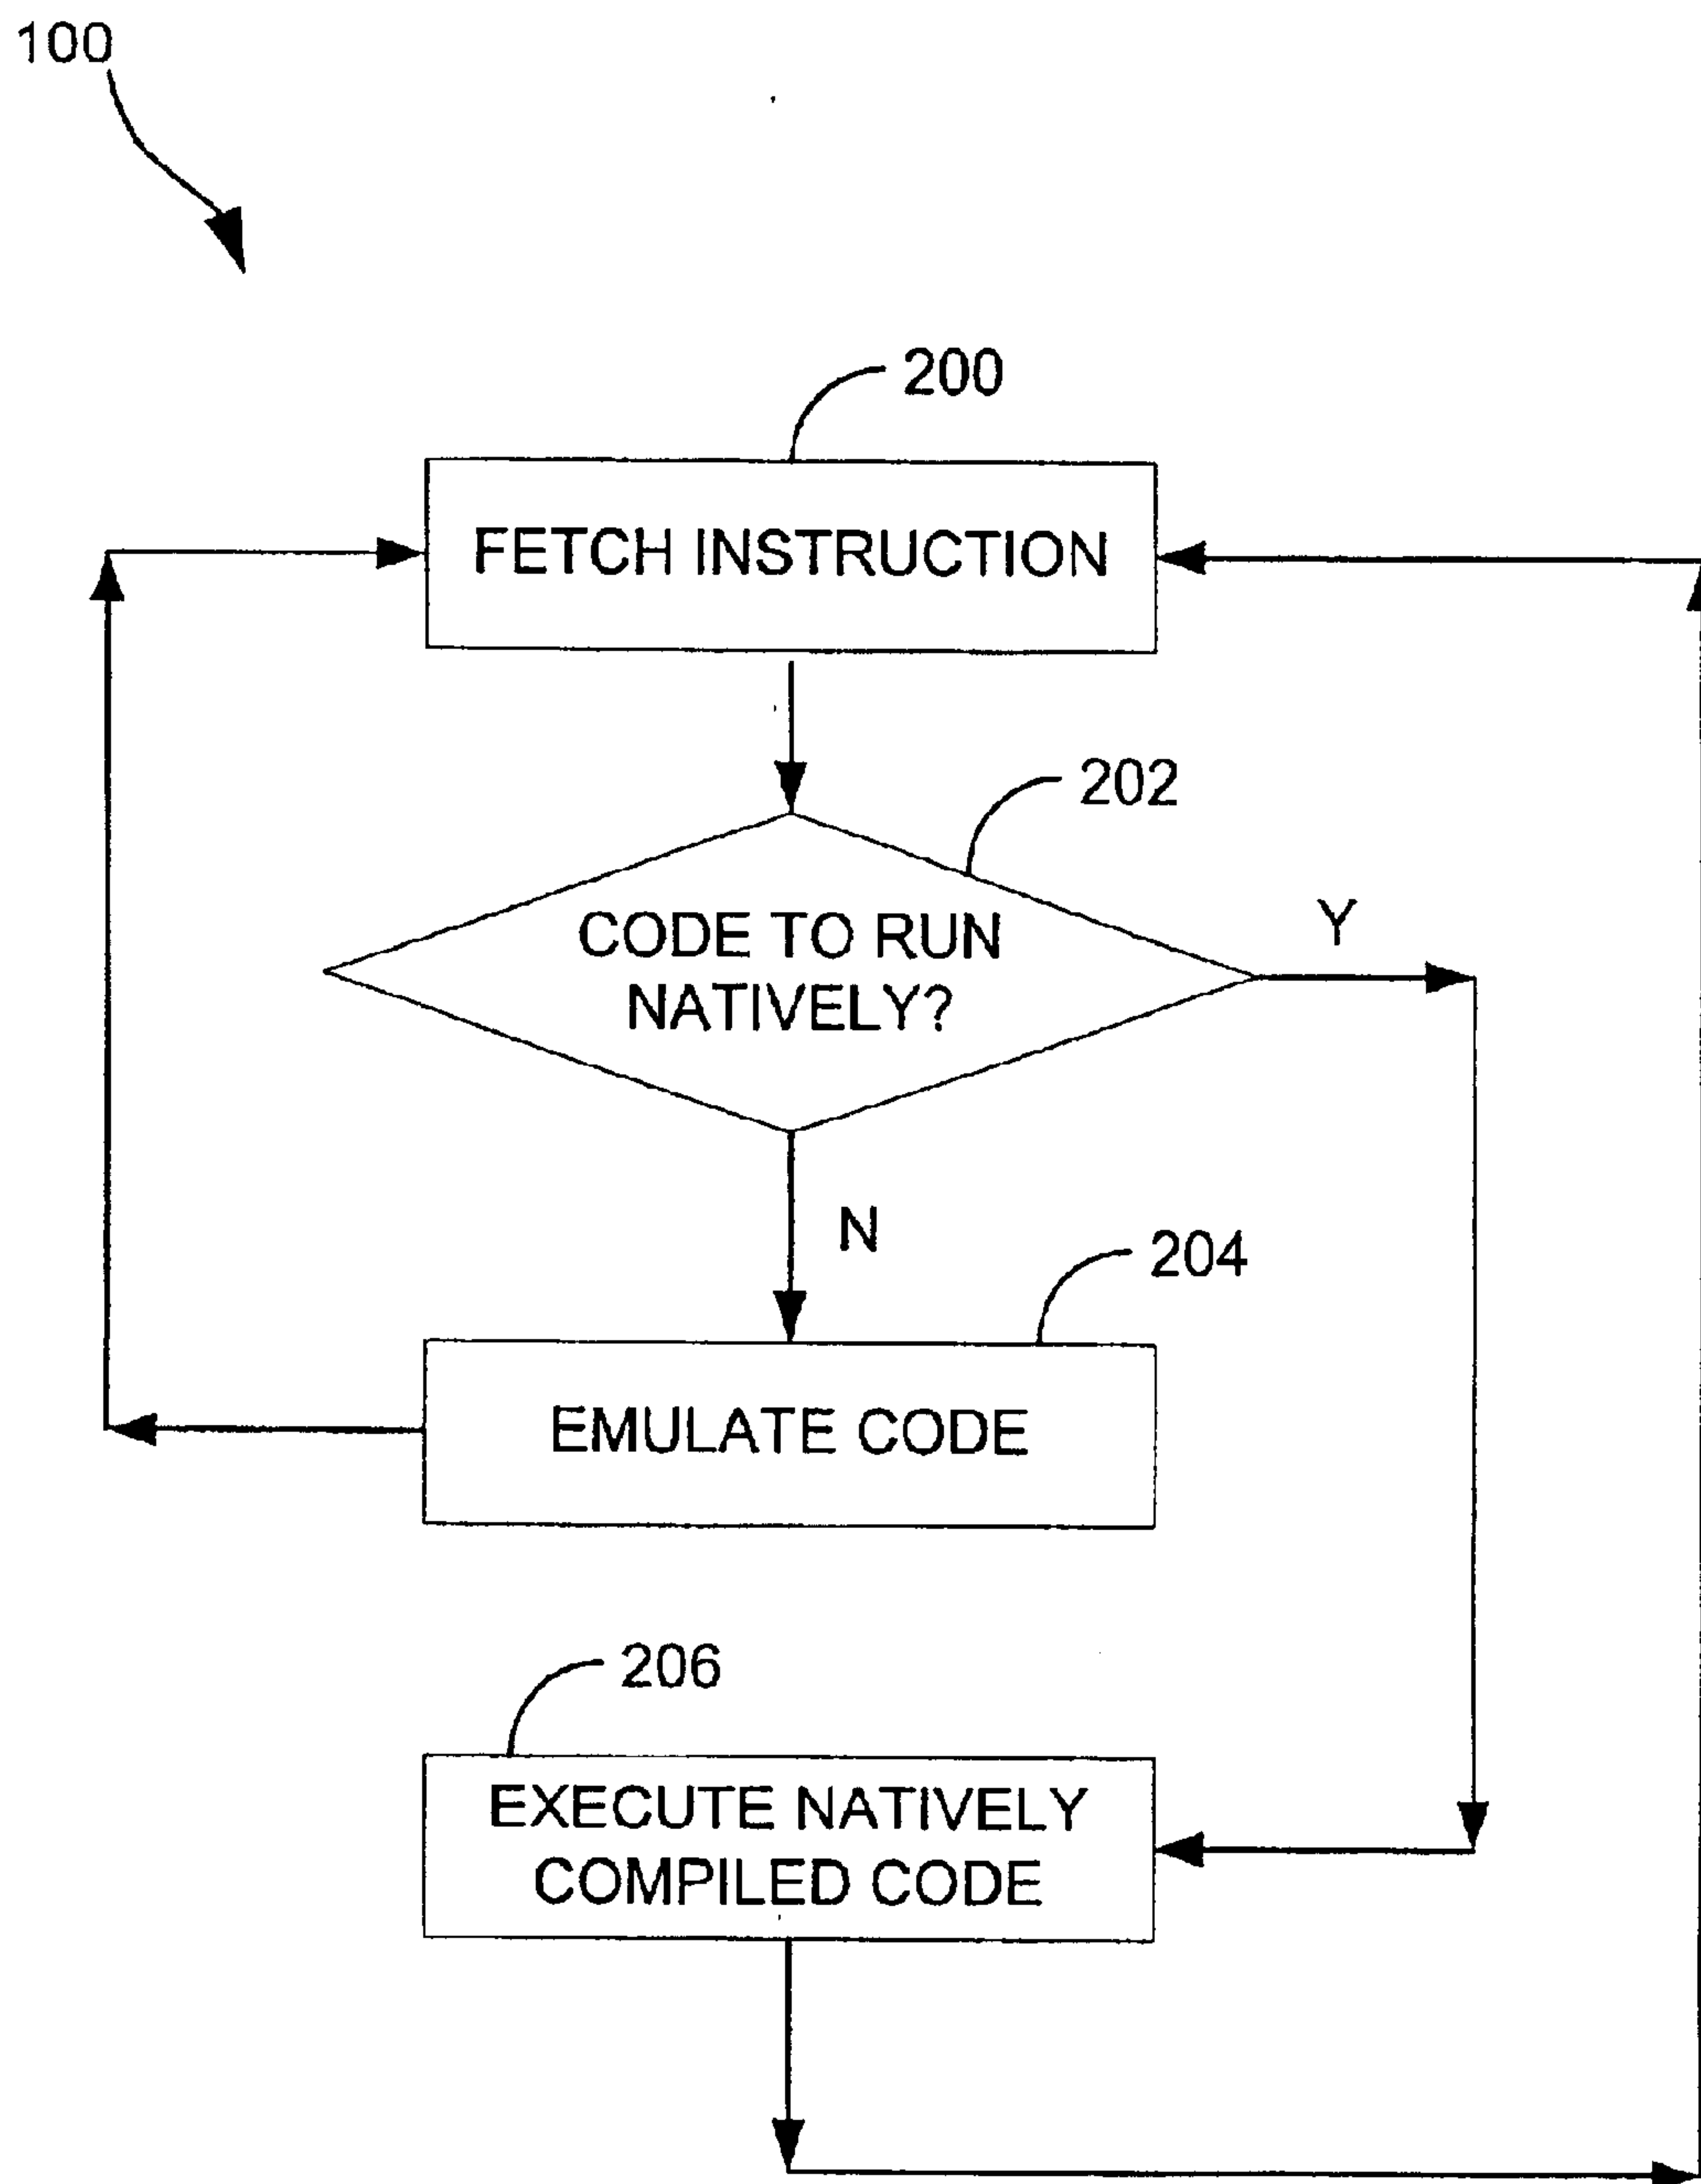 100
200
FETCH INSTRUCTION
202
CODE TO RUN
NATIVELY?
Y
N
204
EMULATE CODE
206
EXECUTE NATIVELY
COMPILED CODE